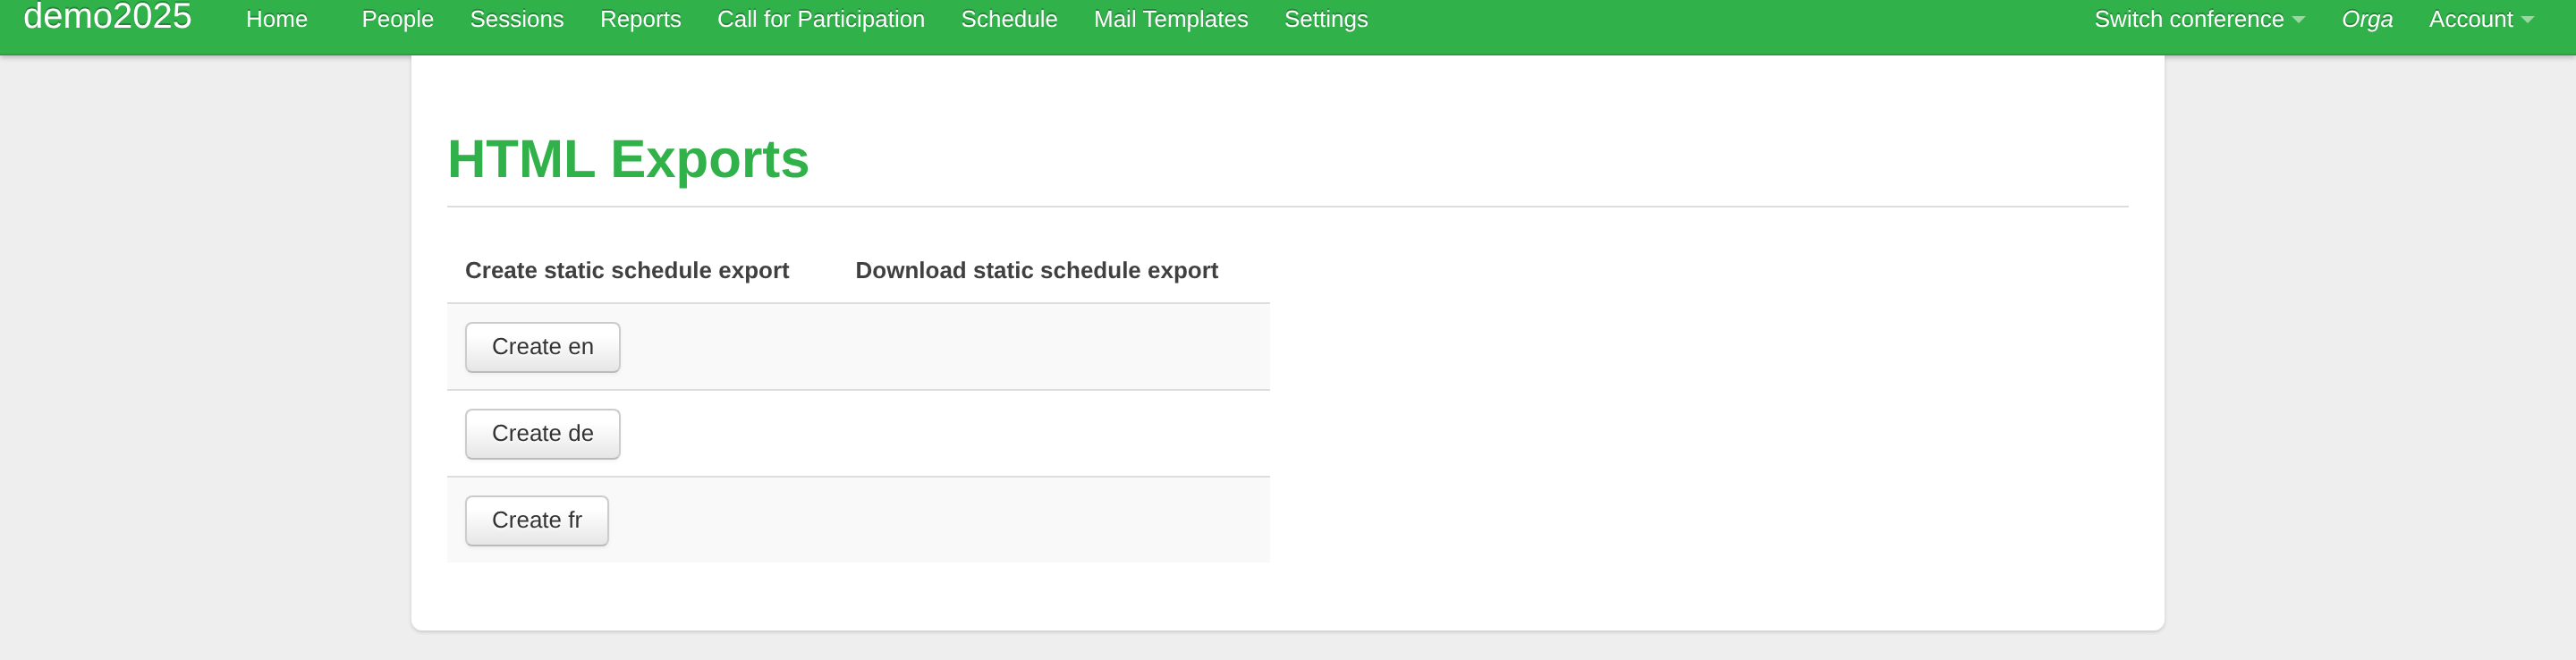 demo2025 Home People Sessions Reports Call for Participation Schedule Mail Templates Settings Switch conference Orga Account
HTML Exports
Create static schedule export Download static schedule export
Create en
Create de
Create fr